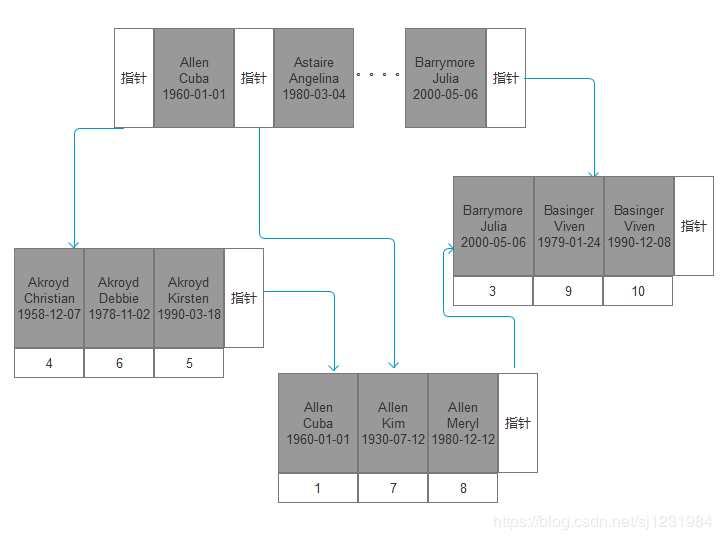 指针
Allen
Cuba
1960-01-01
指针
Astaire
Angelina
1980-03-04
。。。。
Barrymore
Julia
2000-05-06
指针
Barrymore
Julia
2000-05-06
Basinger
Viven
1979-01-24
Basinger
Viven
1990-12-08
指针
3
9
10
Akroyd
Christian
1958-12-07
Akroyd
Debbie
1978-11-02
Akroyd
Kirsten
1990-03-18
指针
4
6
5
Allen
Cuba
1960-01-01
Allen
Kim
1930-07-12
Allen
Meryl
1980-12-12
指针
1
7
8
https://blog.csdn.net/sj1231984